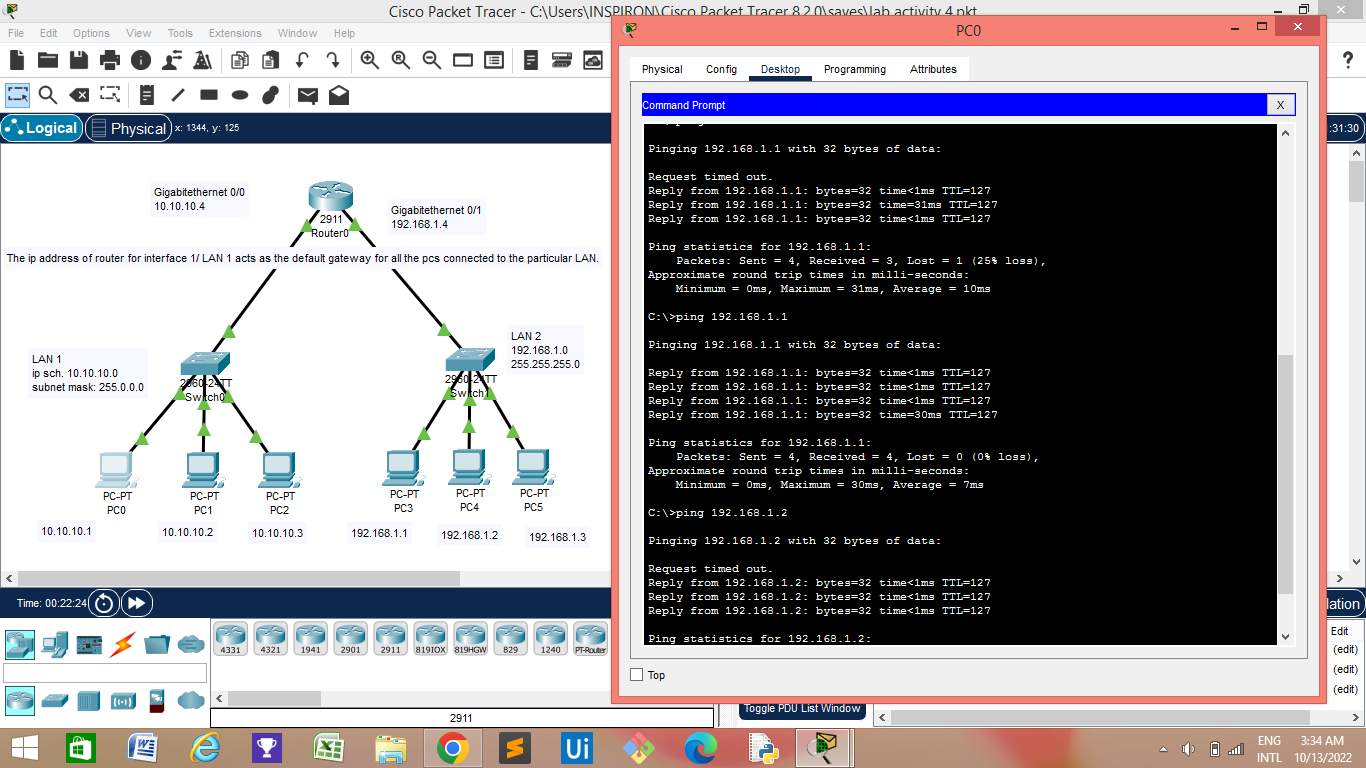 Cisco Packet Tracer - C:\Users\INSPIRON\Cisco Packet Tracer 8.2.0\saves\lab activity 4.pkt
File Edit Options View Tools Extensions Window Help
Logical Physical x: 1344, y: 125
:31:30
Gigabitethernet 0/0
10.10.10.4
2911
Router0
Gigabitethernet 0/1
192.168.1.4
The ip address of router for interface 1/ LAN 1 acts as the default gateway for all the pcs connected to the particular LAN.
LAN 1
ip sch. 10.10.10.0
subnet mask: 255.0.0.0
2960-24TT
Switch0
LAN 2
192.168.1.0
255.255.255.0
2960-24TT
Switch1
PC-PT
PC0
PC-PT
PC1
PC-PT
PC2
PC-PT
PC3
PC-PT
PC4
PC-PT
PC5
10.10.10.1
10.10.10.2
10.10.10.3
192.168.1.1
192.168.1.2
192.168.1.3
Time: 00:22:24
4331 4321 1941 2901 2911 819IOX 819HGW 829 1240 PT-Router
2911
PC0
Physical Config Desktop Programming Attributes
Command Prompt X
Pinging 192.168.1.1 with 32 bytes of data:
Request timed out.
Reply from 192.168.1.1: bytes=32 time<1ms TTL=127
Reply from 192.168.1.1: bytes=32 time=31ms TTL=127
Reply from 192.168.1.1: bytes=32 time<1ms TTL=127
Ping statistics for 192.168.1.1:
Packets: Sent = 4, Received = 3, Lost = 1 (25% loss),
Approximate round trip times in milli-seconds:
Minimum = 0ms, Maximum = 31ms, Average = 10ms
C:\>ping 192.168.1.1
Pinging 192.168.1.1 with 32 bytes of data:
Reply from 192.168.1.1: bytes=32 time<1ms TTL=127
Reply from 192.168.1.1: bytes=32 time<1ms TTL=127
Reply from 192.168.1.1: bytes=32 time<1ms TTL=127
Reply from 192.168.1.1: bytes=32 time=30ms TTL=127
Ping statistics for 192.168.1.1:
Packets: Sent = 4, Received = 4, Lost = 0 (0% loss),
Approximate round trip times in milli-seconds:
Minimum = 0ms, Maximum = 30ms, Average = 7ms
C:\>ping 192.168.1.2
Pinging 192.168.1.2 with 32 bytes of data:
Request timed out.
Reply from 192.168.1.2: bytes=32 time<1ms TTL=127
Reply from 192.168.1.2: bytes=32 time<1ms TTL=127
Reply from 192.168.1.2: bytes=32 time<1ms TTL=127
Ping statistics for 192.168.1.2:
Top
lation
Edit
(edit)
(edit)
(edit)
Toggle PDU List Window
Ui
ENG
INTL
3:34 AM
10/13/2022